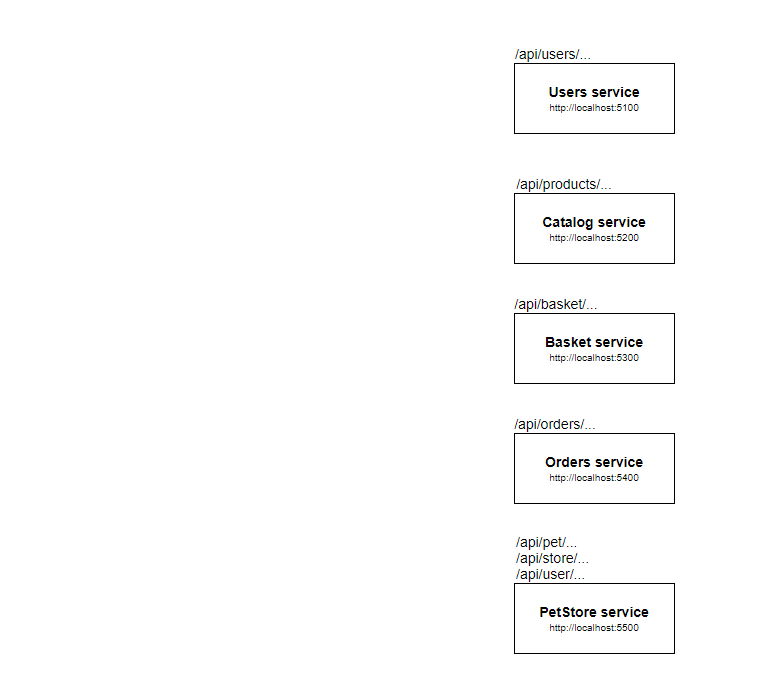 /api/users/...
Users service
http://localhost:5100
/api/products/...
Catalog service
http://localhost:5200
/api/basket/...
Basket service
http://localhost:5300
/api/orders/...
Orders service
http://localhost:5400
/api/pet/...
/api/store/...
/api/user/...
PetStore service
http://localhost:5500